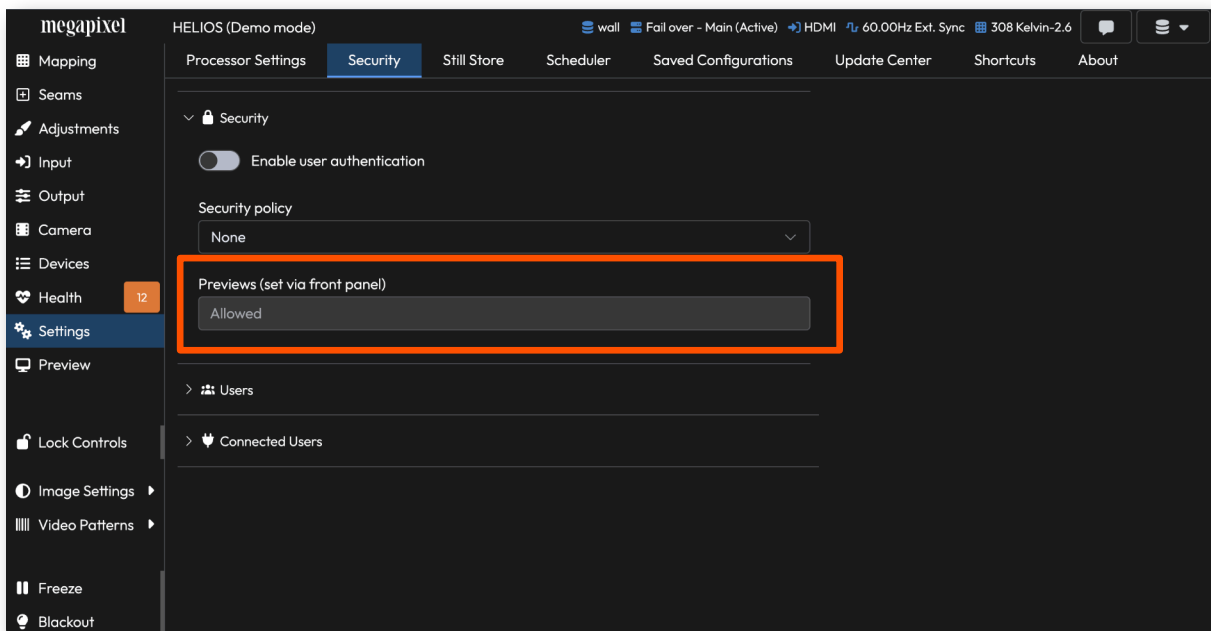 megapixel
HELIOS (Demo mode)
wall Fail over - Main (Active) HDMI 60.00Hz Ext. Sync 308 Kelvin-2.6
Processor Settings Security Still Store Scheduler Saved Configurations Update Center Shortcuts About
Mapping
Seams
Adjustments
Input
Output
Camera
Devices
Health 12
Settings
Preview
Lock Controls
Image Settings
Video Patterns
Freeze
Blackout
Security
Enable user authentication
Security policy
None
Previews (set via front panel)
Allowed
Users
Connected Users